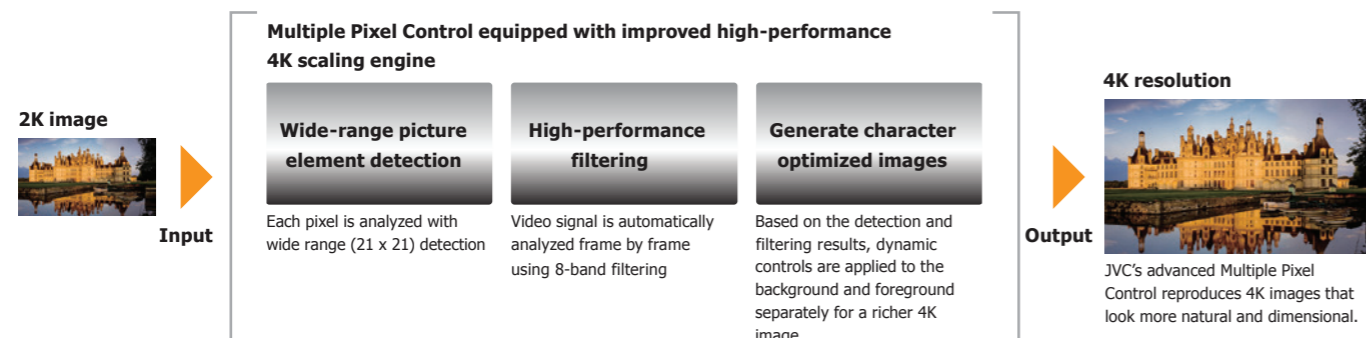 Multiple Pixel Control equipped with improved high-performance
4K scaling engine
2K image
Input
Wide-range picture
element detection
Each pixel is analyzed with
wide range (21 x 21) detection
High-performance
filtering
Video signal is automatically
analyzed frame by frame
using 8-band filtering
Generate character
optimized images
Based on the detection and
filtering results, dynamic
controls are applied to the
background and foreground
separately for a richer 4K
image
Output
4K resolution
JVC's advanced Multiple Pixel
Control reproduces 4K images that
look more natural and dimensional.